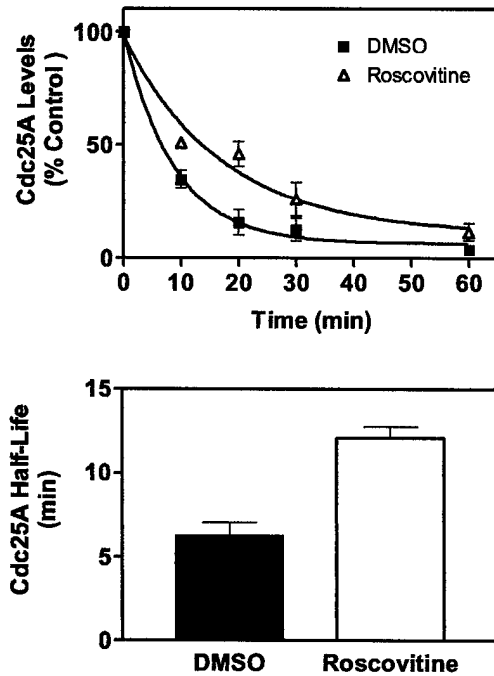 100
50
0
Cdc25A Levels
(% Control )
DMSO
Roscovitine
0 10 20 30 40 50 60
Time (min)
15
10
5
0
Cdc25A Half-Life
(min)
DMSO Roscovitine